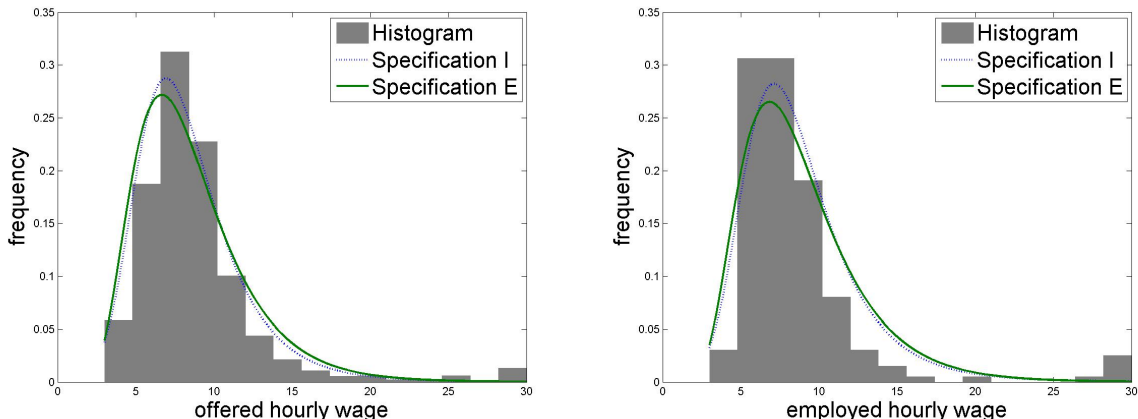 0.35
0.3
0.25
0.2
0.15
0.1
0.05
0
frequency
0 5 10 15 20 25 30
offered hourly wage
Histogram
Specification I
Specification E
0.35
0.3
0.25
0.2
0.15
0.1
0.05
0
frequency
0 5 10 15 20 25 30
employed hourly wage
Histogram
Specification I
Specification E